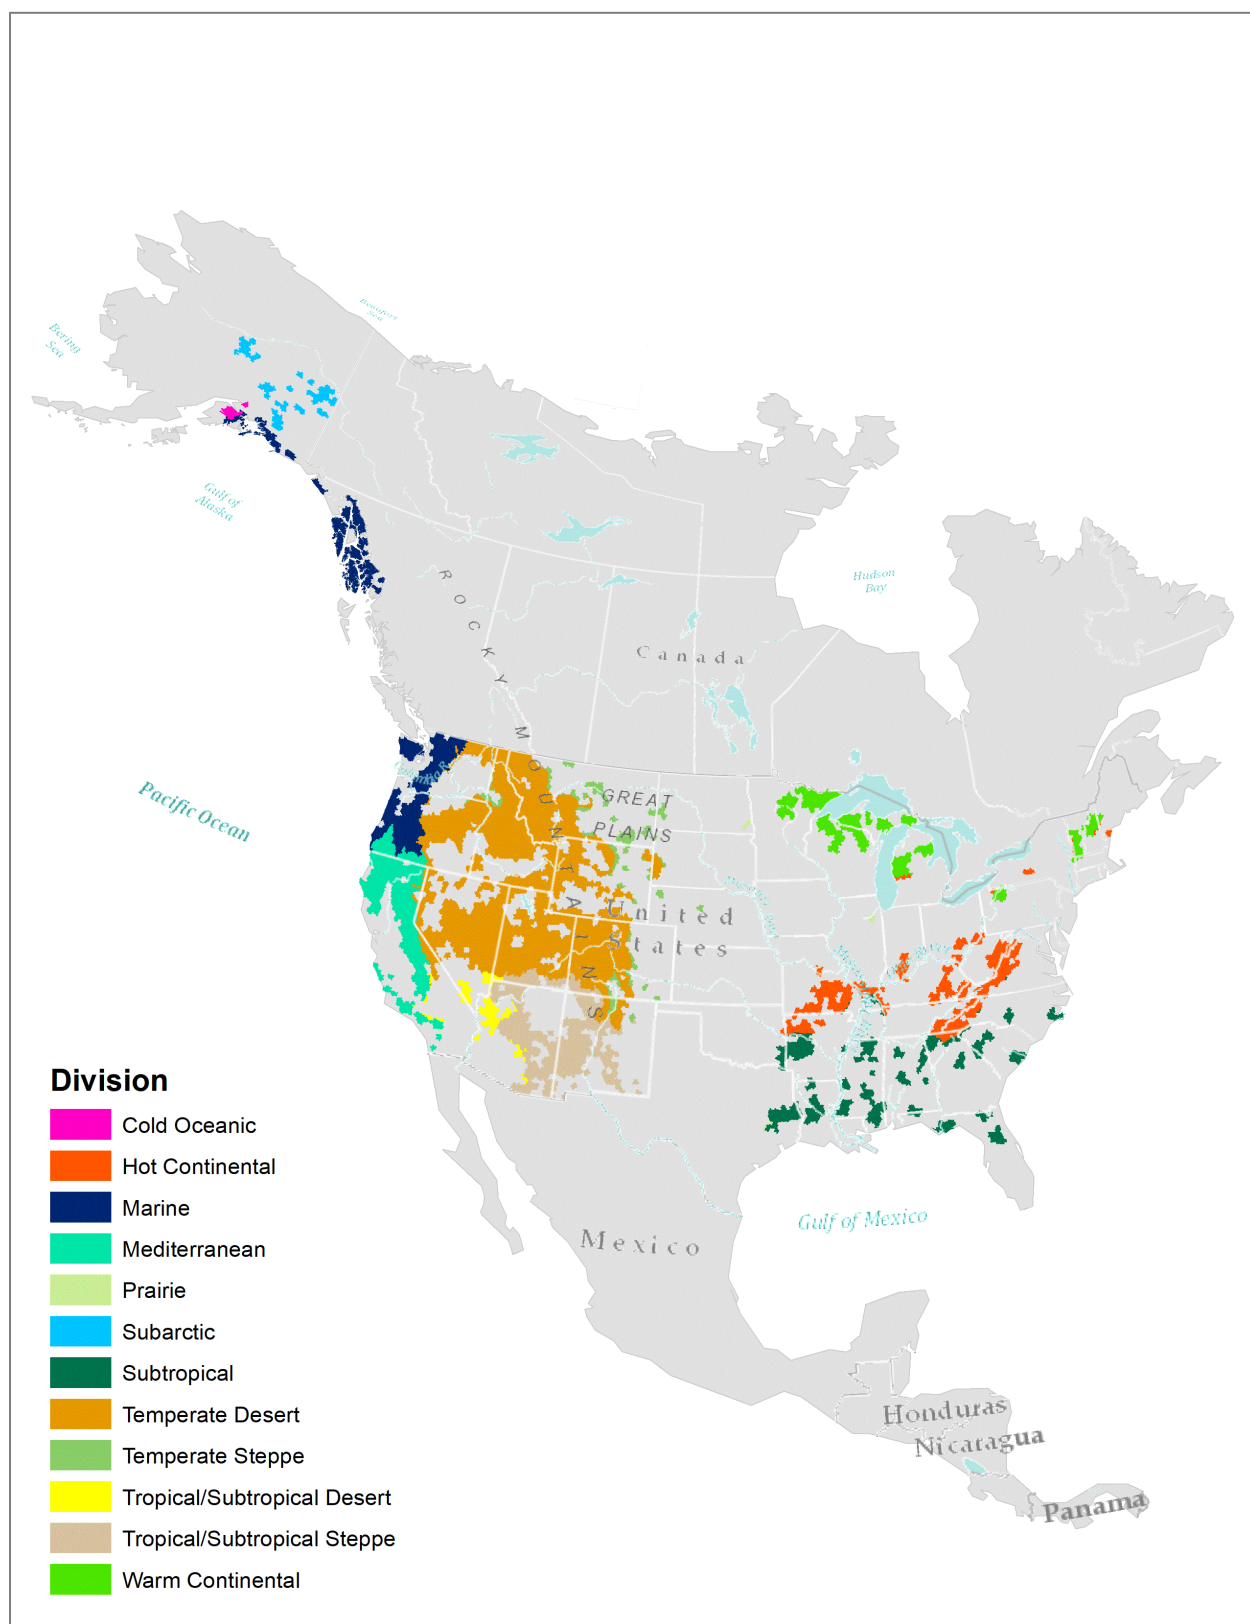 Beaufort
Sea
Bering
Sea
Gulf of
Alaska
Hudson
Bay
ROCKY MOUNTAINS
Canada
Pacific Ocean
GREAT
PLAINS
United
States
Gulf of Mexico
Mexico
Honduras
Nicaragua
Panama
Division
Cold Oceanic
Hot Continental
Marine
Mediterranean
Prairie
Subarctic
Subtropical
Temperate Desert
Temperate Steppe
Tropical/Subtropical Desert
Tropical/Subtropical Steppe
Warm Continental